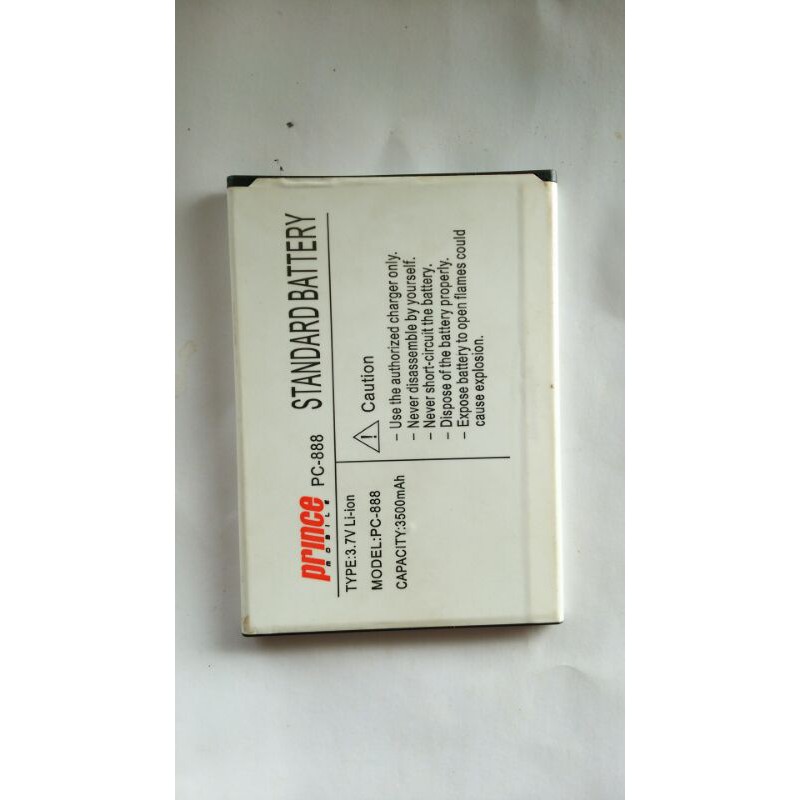 prince
MOBILE
PC-888
STANDARD BATTERY
TYPE:3.7V Li-ion
MODEL:PC-888
CAPACITY:3500mAh
Caution
– Use the authorized charger only.
– Never disassemble by yourself.
– Never short-circuit the battery.
– Dispose of the battery properly.
– Expose battery to open flames could
cause explosion.